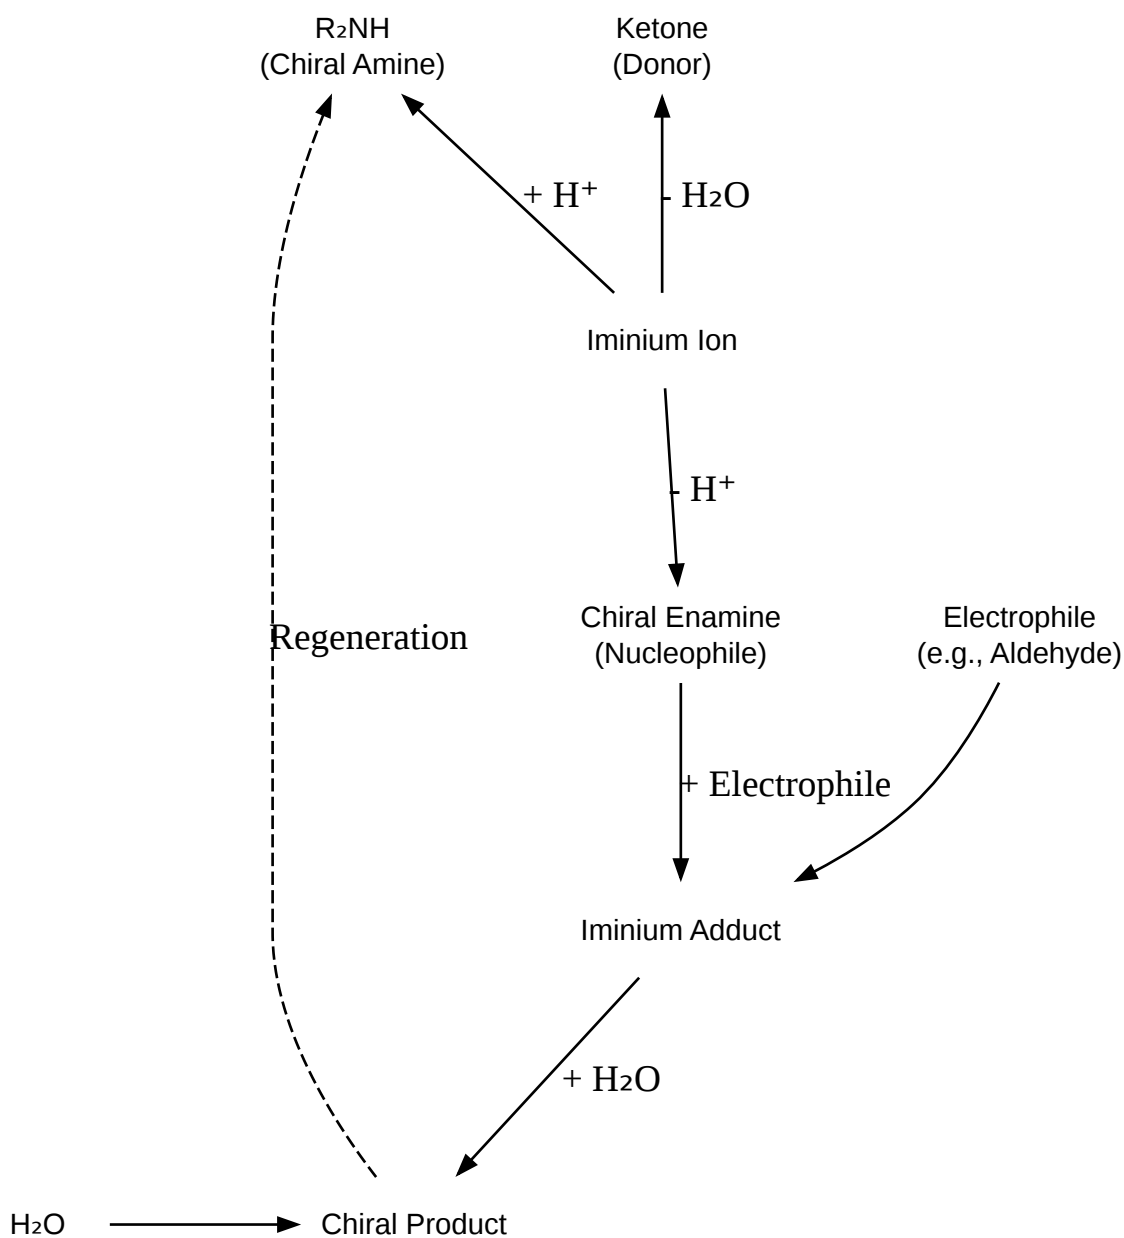 R₂NH
(Chiral Amine)
Ketone
(Donor)
+ H⁺
- H₂O
Iminium Ion
- H⁺
Chiral Enamine
(Nucleophile)
Electrophile
(e.g., Aldehyde)
Regeneration
+ Electrophile
Iminium Adduct
+ H₂O
H₂O
Chiral Product